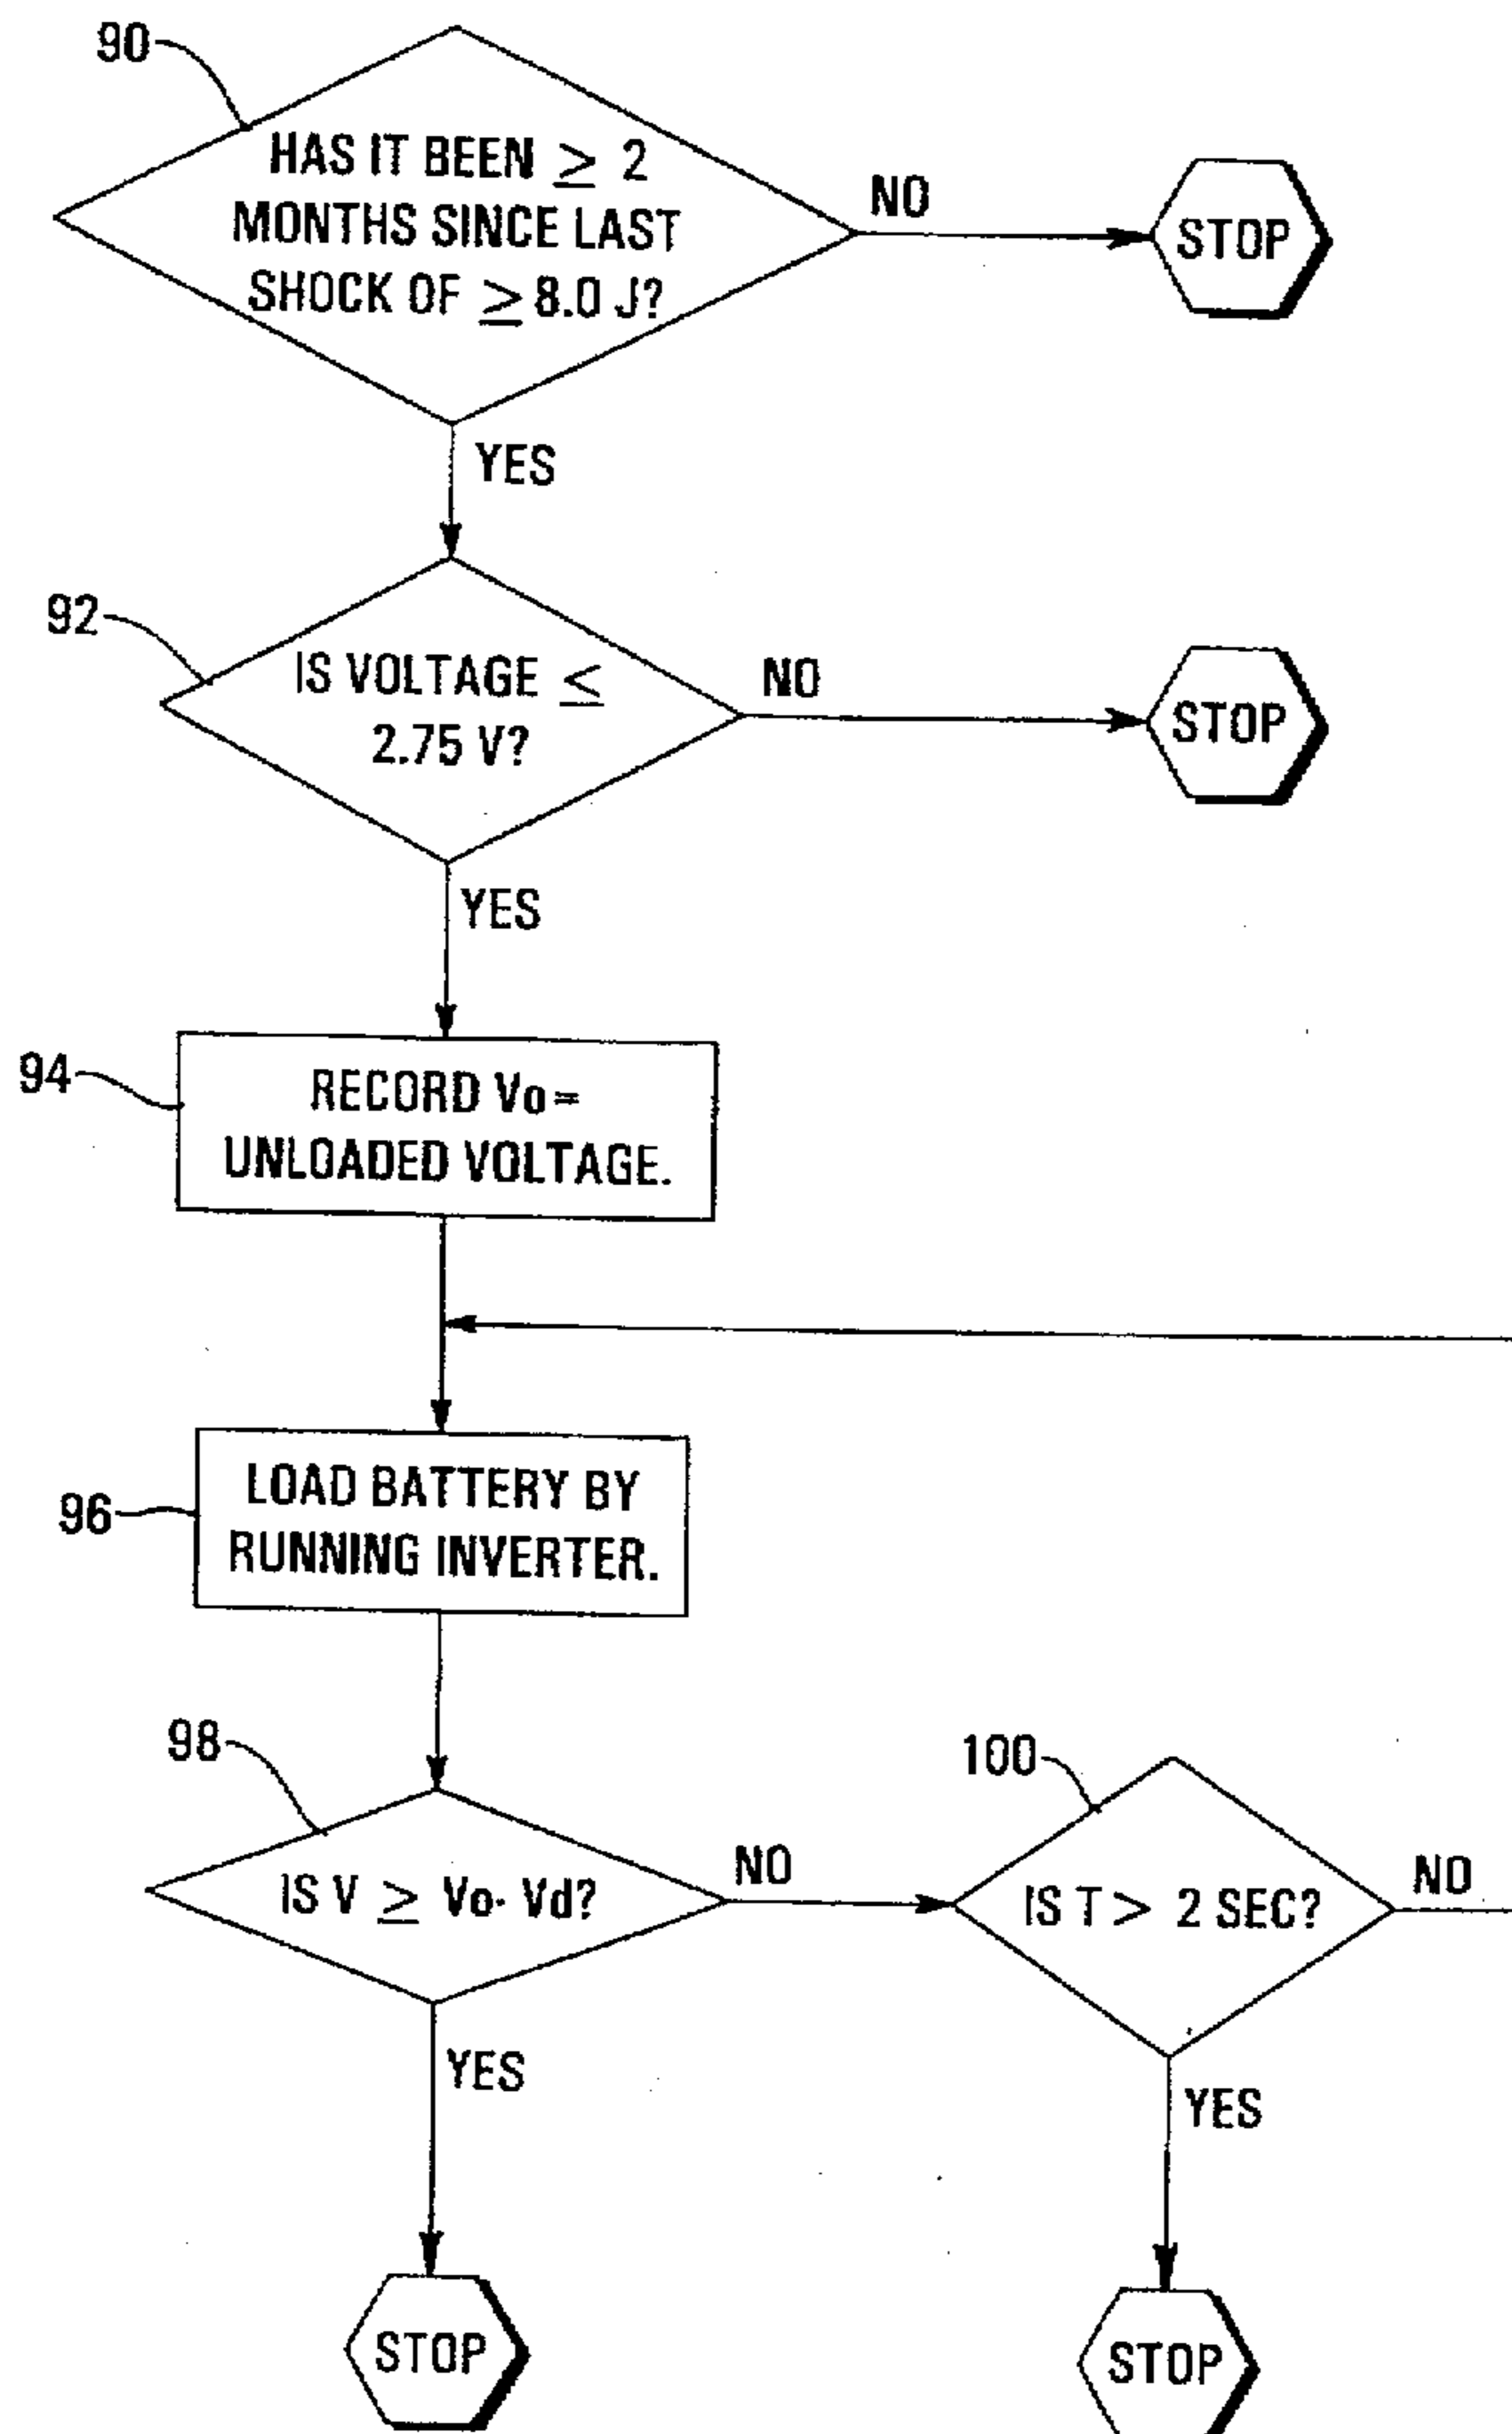 90
HAS IT BEEN ≥ 2
MONTHS SINCE LAST
SHOCK OF ≥ 8.0 J?
NO
STOP
YES
92
IS VOLTAGE ≤
2.75 V?
NO
STOP
YES
94
RECORD Vo =
UNLOADED VOLTAGE.
96
LOAD BATTERY BY
RUNNING INVERTER.
98
IS V ≥ Vo- Vd?
NO
100
IS T > 2 SEC?
NO
YES
YES
STOP
STOP